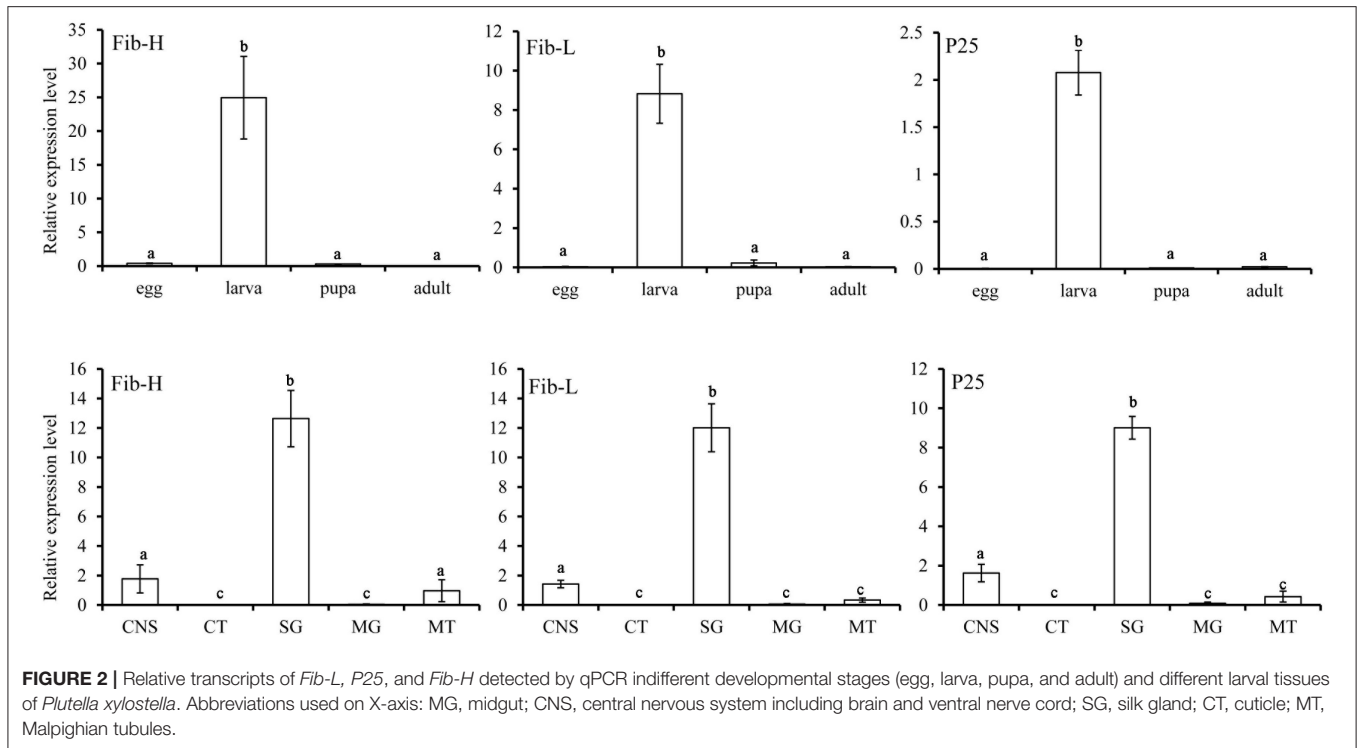 Fib-H
Relative expression level
35
30
25
20
15
10
5
0
a
b
a
a
egg
larva
pupa
adult
Fib-L
12
10
8
6
4
2
0
a
b
a
a
egg
larva
pupa
adult
P25
2.5
2
1.5
1
0.5
0
a
b
a
a
egg
larva
pupa
adult
Fib-H
Relative expression level
16
14
12
10
8
6
4
2
0
a
c
b
c
a
CNS
CT
SG
MG
MT
Fib-L
16
14
12
10
8
6
4
2
0
a
c
b
c
c
CNS
CT
SG
MG
MT
P25
12
10
8
6
4
2
0
a
c
b
c
c
CNS
CT
SG
MG
MT
FIGURE 2 | Relative transcripts of Fib-L, P25, and Fib-H detected by qPCR indifferent developmental stages (egg, larva, pupa, and adult) and different larval tissues
of Plutella xylostella. Abbreviations used on X-axis: MG, midgut; CNS, central nervous system including brain and ventral nerve cord; SG, silk gland; CT, cuticle; MT,
Malpighian tubules.